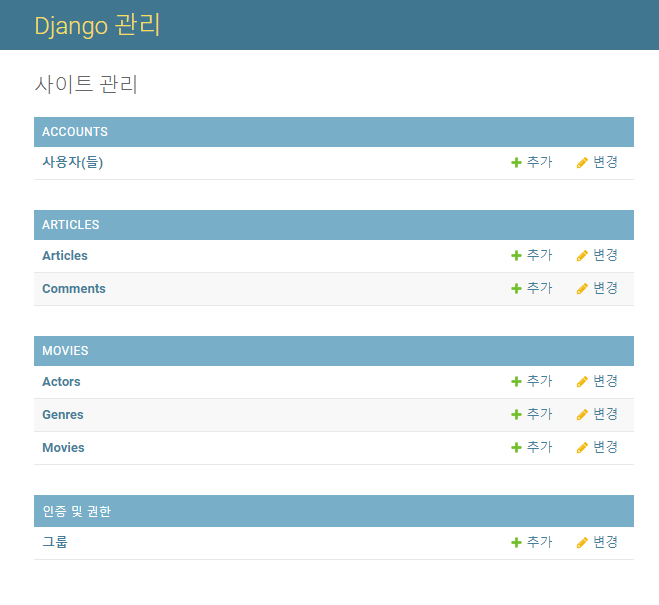 Django 관리
사이트 관리
ACCOUNTS
사용자(들) 추가 변경
ARTICLES
Articles 추가 변경
Comments 추가 변경
MOVIES
Actors 추가 변경
Genres 추가 변경
Movies 추가 변경
인증 및 권한
그룹 추가 변경